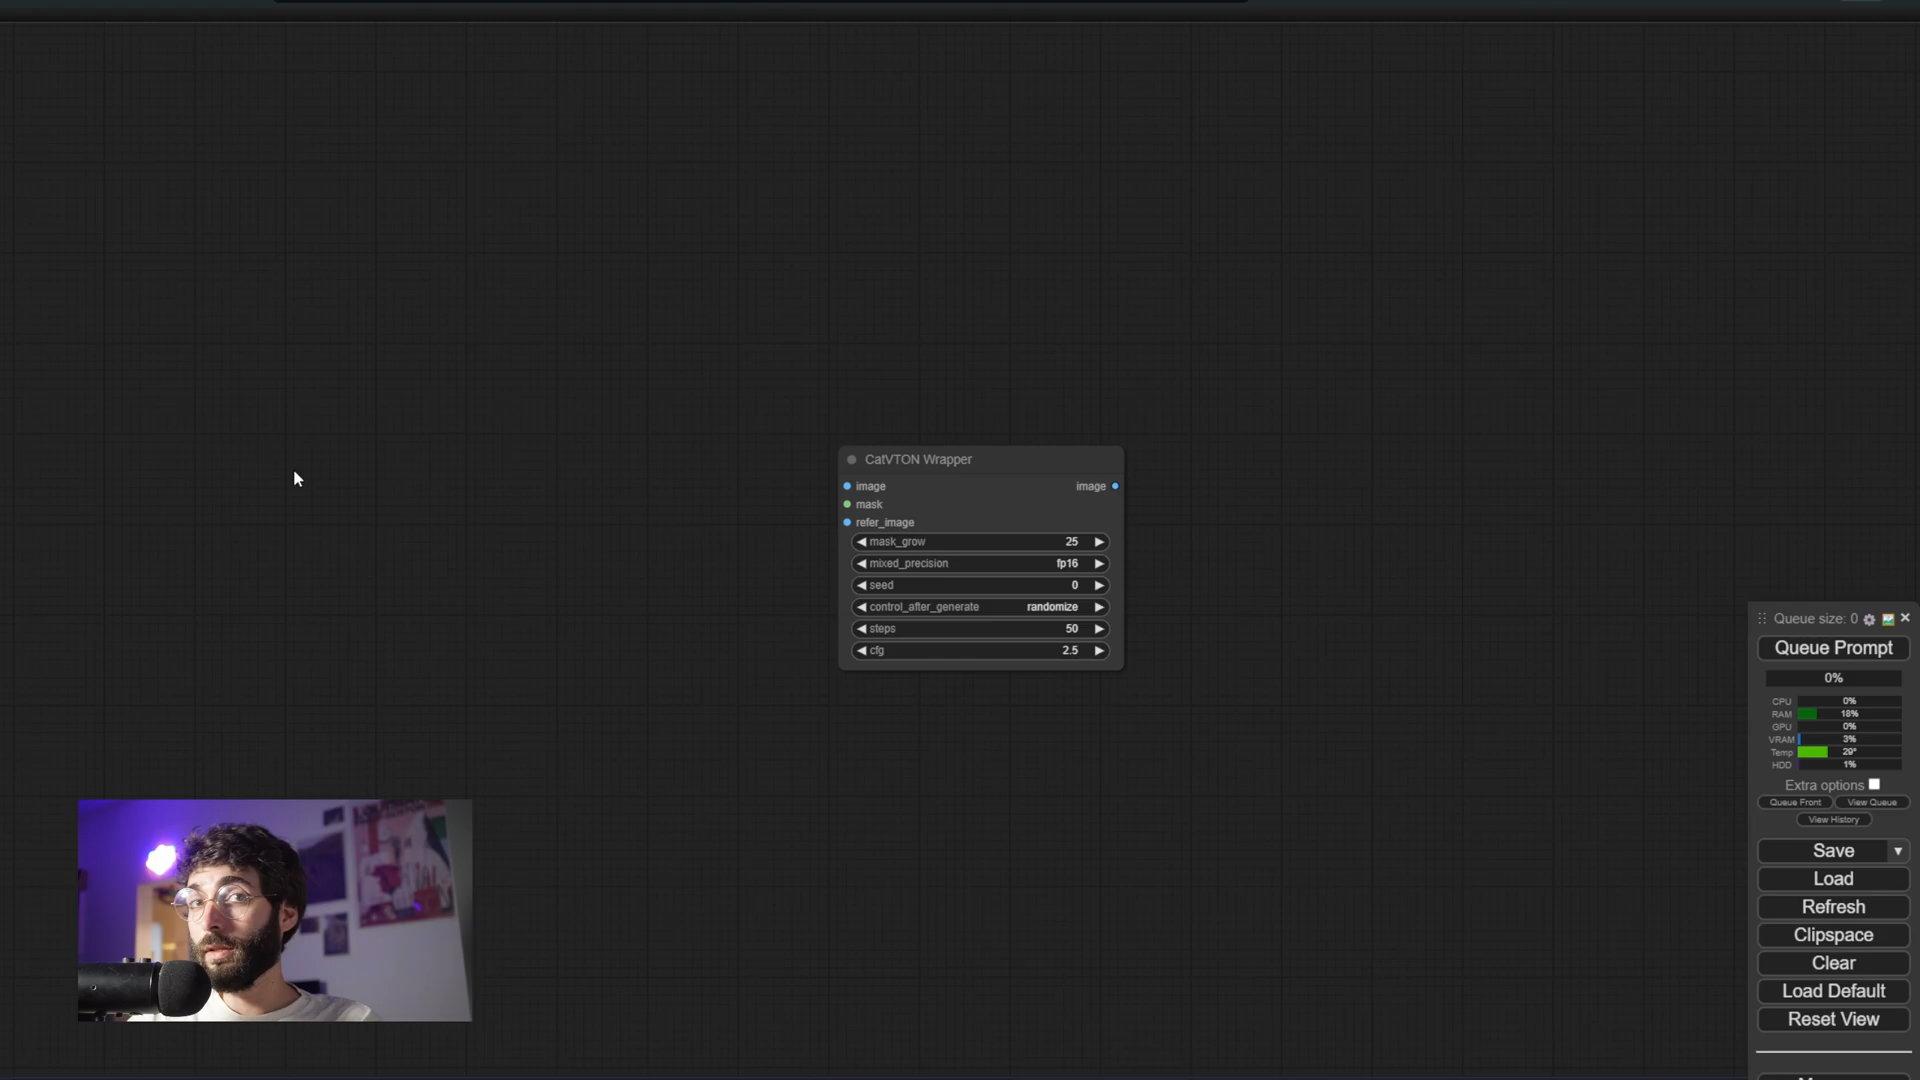 CatVTON Wrapper
image image
mask
refer_image
mask_grow 25
mixed_precision fp16
seed 0
control_after_generate randomize
steps 50
cfg 2.5
Queue size: 0
Queue Prompt
0%
CPU 0%
RAM 18%
GPU 0%
VRAM 3%
Temp 29°
HDD 1%
Extra options
Queue Front View Queue
View History
Save
Load
Refresh
Clipspace
Clear
Load Default
Reset View